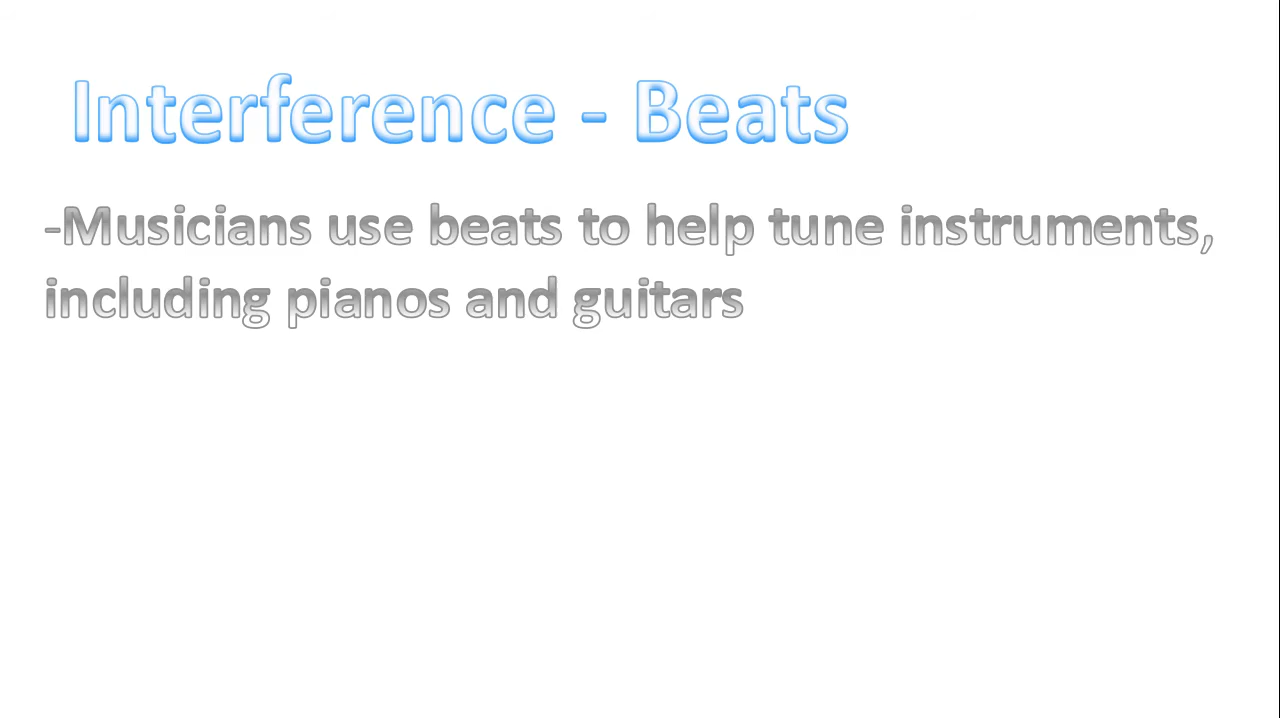 Interference - Beats
-Musicians use beats to help tune instruments,
including pianos and guitars